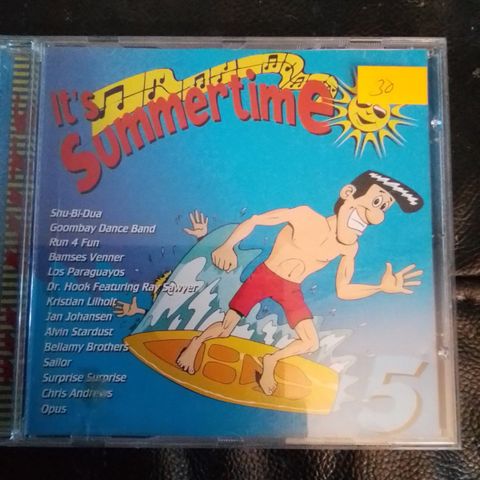 It's
Summertime
30
Shu-Bi-Dua
Goombay Dance Band
Run 4 Fun
Bamses Venner
Los Paraguayos
Dr. Hook Featuring Ray Sawyer
Kristian Lilholt
Jan Johansen
Alvin Stardust
Bellamy Brothers
Sailor
Surprise Surprise
Chris Andrews
Opus
5